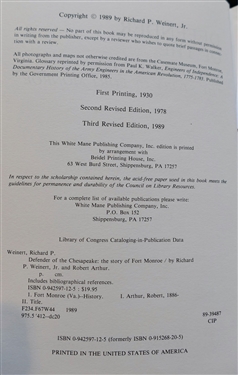 Copyright © 1989 by Richard P. Weinert, Jr.
All rights reserved — No part of this book may be reproduced in any form without permission
in writing from the publisher, except by a reviewer who wishes to quote brief passages in connec-
tion with a review.
All photographs and maps not otherwise credited are from the Casemate Museum, Fort Monroe,
Virginia. Glossary reprinted by permission from Paul K. Walker, Engineers of Independence, a
Documentary History of the Army Engineers in the American Revolution, 1775-1783. Published
by the Government Printing Office, 1981.
First Printing, 1930
Second Revised Edition, 1978
Third Revised Edition, 1989
This White Mane Publishing Company, Inc. edition is printed
by arrangement with
Beidel Printing House, Inc.
63 West Burd Street, Shippensburg, PA 17257
In respect to the scholarship contained herein, the acid-free paper used in this book meets the
guidelines for permanence and durability of the Council on Library Resources.
For a complete list of available publications please write:
White Mane Publishing Company, Inc.
P.O. Box 152
Shippensburg, PA 17257
Library of Congress Cataloging-in-Publication Data
Weinert, Richard P.
Defender of the Chesapeake: the story of Fort Monroe / by Richard
P. Weinert, Jr. and Robert Arthur.
p. cm.
Includes bibliographical references.
ISBN 0-942597-12-5 : $19.95
1. Fort Monroe (Va.)—History. I. Arthur, Robert, 1886-
II. Title.
F234.F67W44 1989
975.5'412—dc20
89-39487
CIP
ISBN 0-942597-12-5 (formerly ISBN 0-915268-20-5)
PRINTED IN THE UNITED STATES OF AMERICA